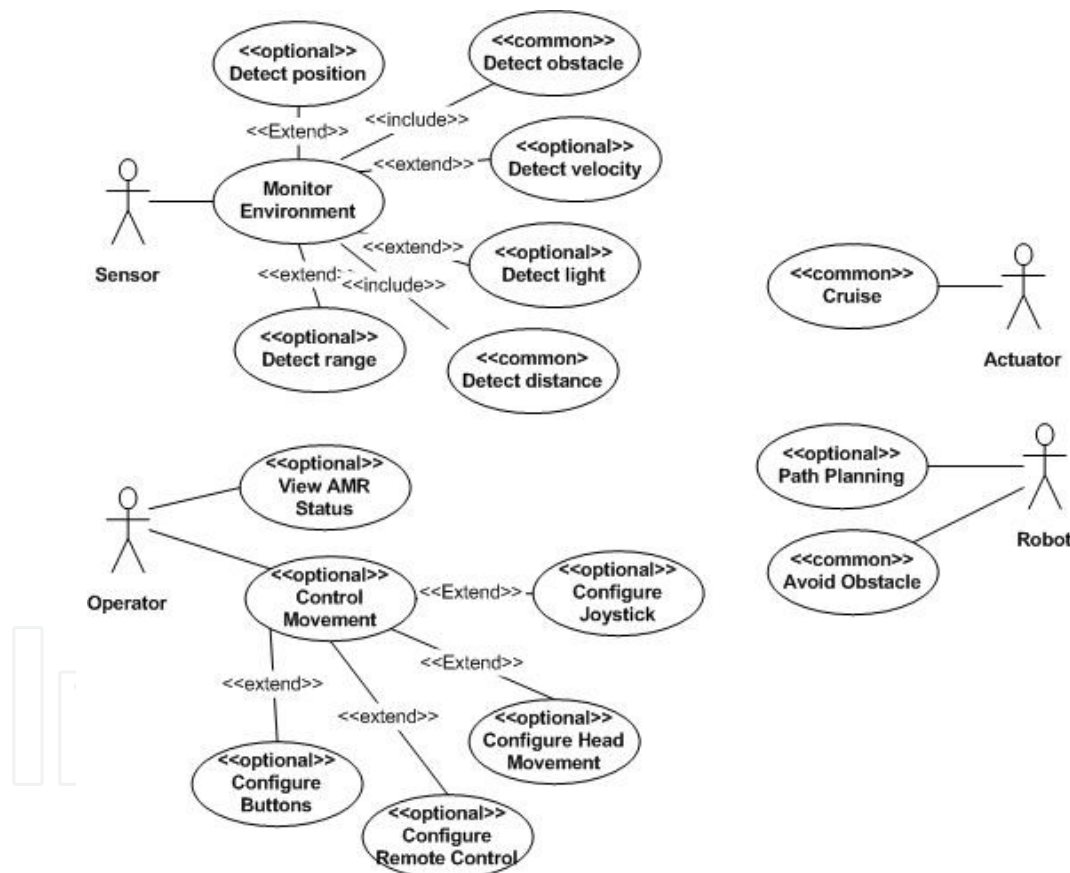 <<optional>>
Detect position
<<common>>
Detect obstacle
<<Extend>>
<<include>>
<<optional>>
Detect velocity
<<extend>>
Monitor
Environment
Sensor
<<extend>>
<<optional>>
Detect light
<<extend>>
<<include>>
<<optional>>
Detect range
<<common>
Detect distance
<<common>>
Cruise
Actuator
<<optional>>
Path Planning
Robot
<<common>>
Avoid Obstacle
<<optional>>
View AMR
Status
Operator
<<optional>>
Control
Movement
<<Extend>>
<<optional>>
Configure
Joystick
<<Extend>>
<<extend>>
<<extend>>
<<optional>>
Configure Head
Movement
<<optional>>
Configure
Buttons
<<optional>>
Configure
Remote Control